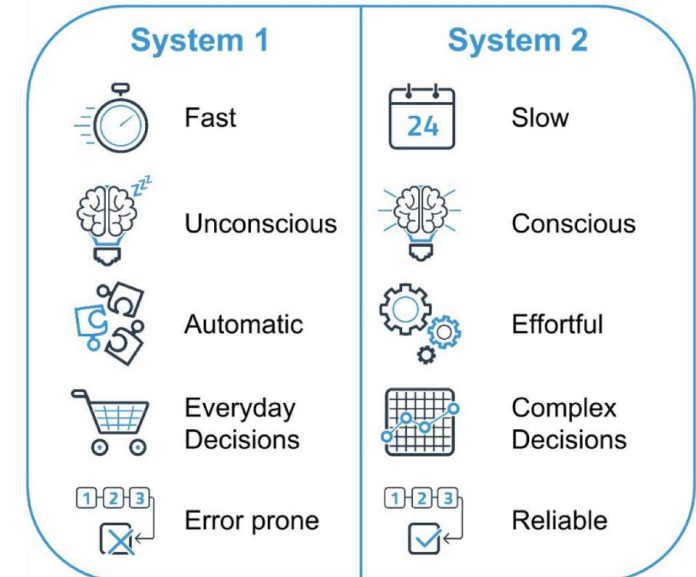 System 1
System 2
Fast
24
Slow
zzz
Unconscious
Conscious
Automatic
Effortful
Everyday
Decisions
Complex
Decisions
1 2 3
Error prone
1 2 3
Reliable